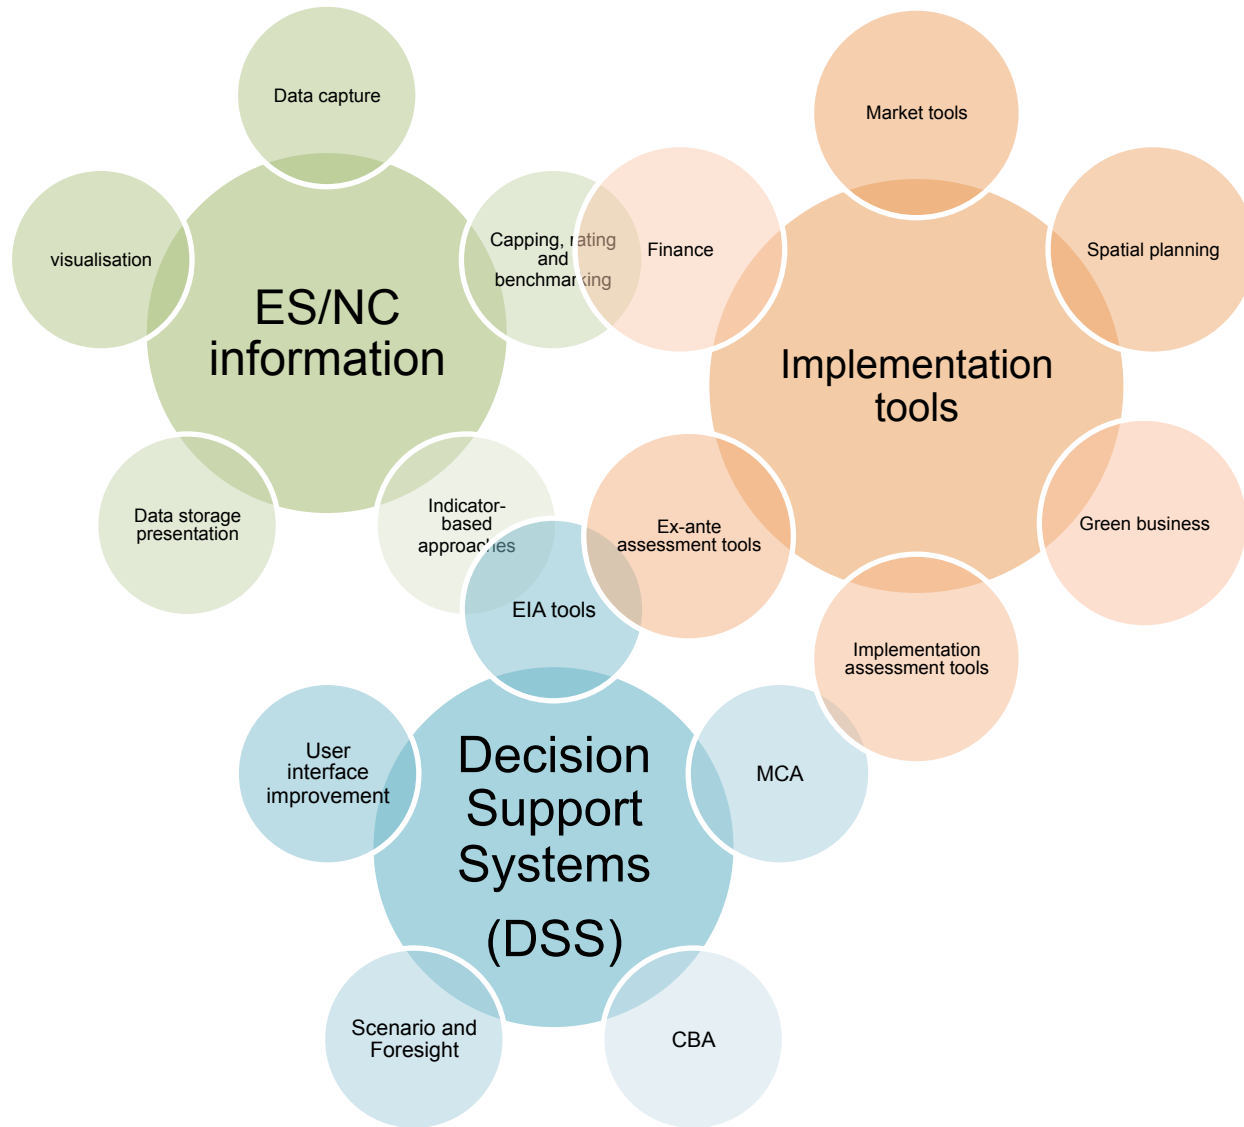 Data capture
visualisation
Capping, rating
and
benchmarking
ES/NC
information
Data storage
presentation
Indicator-
based
approaches
Market tools
Finance
Spatial planning
Implementation
tools
Ex-ante
assessment tools
Green business
Implementation
assessment tools
EIA tools
User
interface
improvement
Decision
Support
Systems
(DSS)
MCA
Scenario and
Foresight
CBA